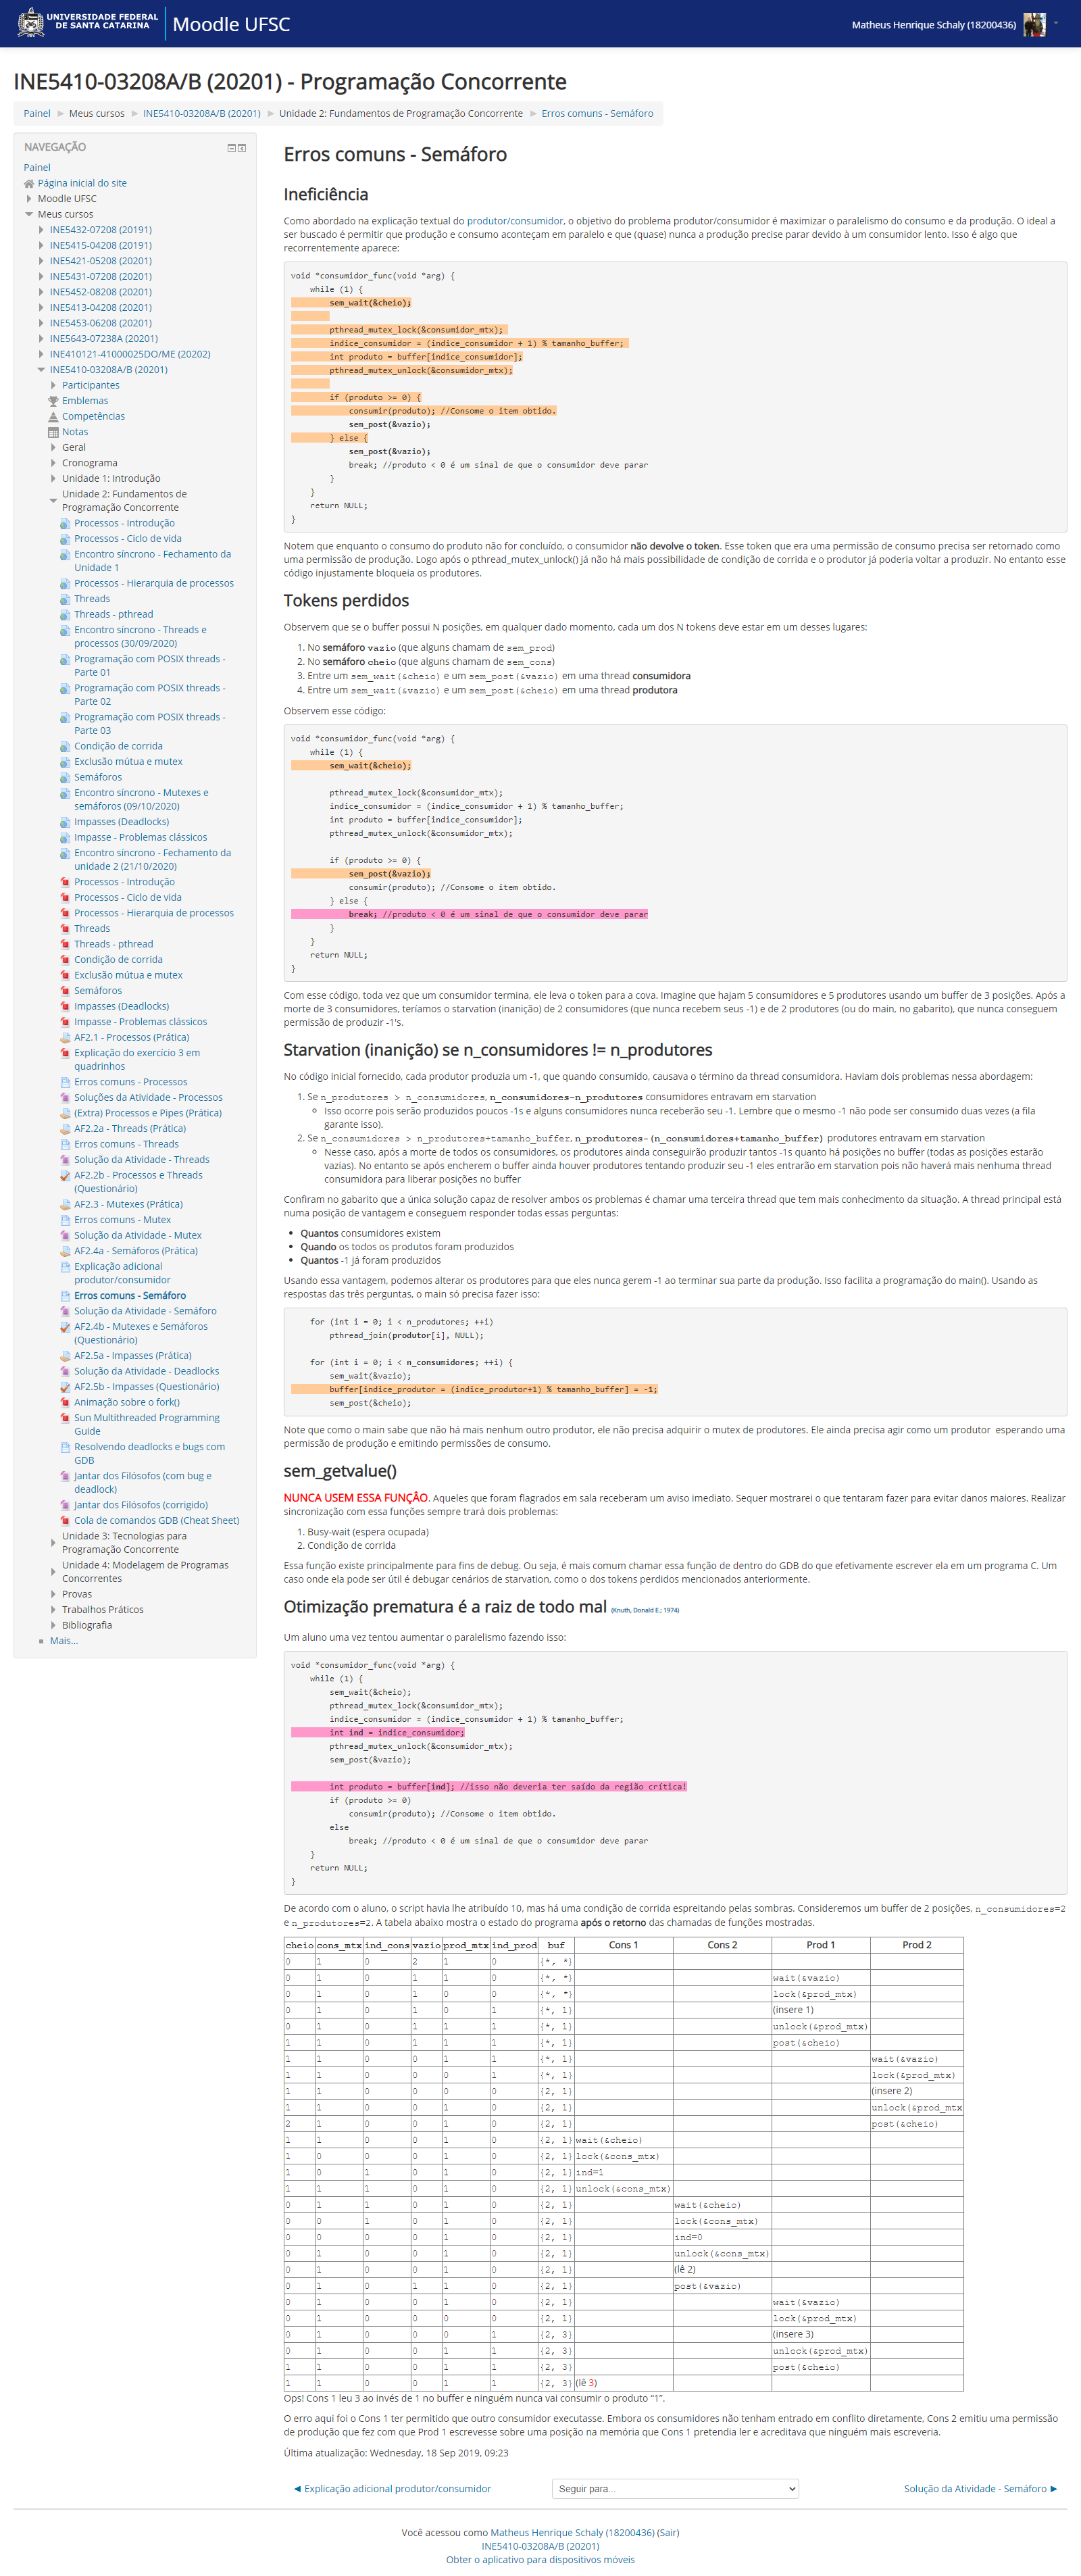 UNIVERSIDADE FEDERAL
DE SANTA CATARINA
Moodle UFSC
Matheus Henrique Schaly (18200436)
INE5410-03208A/B (20201) - Programação Concorrente
Painel ► Meus cursos ► INE5410-03208A/B (20201) ► Unidade 2: Fundamentos de Programação Concorrente ► Erros comuns - Semáforo
NAVEGAÇÃO
Painel
Página inicial do site
Moodle UFSC
Meus cursos
INE5432-07208 (20191)
INE5415-04208 (20191)
INE5421-05208 (20201)
INE5431-07208 (20201)
INE5452-08208 (20201)
INE5413-04208 (20201)
INE5453-06208 (20201)
INE5643-07238A (20201)
INE410121-41000025DO/ME (20202)
INE5410-03208A/B (20201)
Participantes
Emblemas
Competências
Notas
Geral
Cronograma
Unidade 1: Introdução
Unidade 2: Fundamentos de
Programação Concorrente
Processos - Introdução
Processos - Ciclo de vida
Encontro síncrono - Fechamento da
Unidade 1
Processos - Hierarquia de processos
Threads
Threads - pthread
Encontro síncrono - Threads e
processos (30/09/2020)
Programação com POSIX threads -
Parte 01
Programação com POSIX threads -
Parte 02
Programação com POSIX threads -
Parte 03
Condição de corrida
Exclusão mútua e mutex
Semáforos
Encontro síncrono - Mutexes e
semáforos (09/10/2020)
Impasses (Deadlocks)
Impasse - Problemas clássicos
Encontro síncrono - Fechamento da
unidade 2 (21/10/2020)
Processos - Introdução
Processos - Ciclo de vida
Processos - Hierarquia de processos
Threads
Threads - pthread
Condição de corrida
Exclusão mútua e mutex
Semáforos
Impasses (Deadlocks)
Impasse - Problemas clássicos
AF2.1 - Processos (Prática)
Explicação do exercício 3 em
quadrinhos
Erros comuns - Processos
Soluções da Atividade - Processos
(Extra) Processos e Pipes (Prática)
AF2.2a - Threads (Prática)
Erros comuns - Threads
Solução da Atividade - Threads
AF2.2b - Processos e Threads
(Questionário)
AF2.3 - Mutexes (Prática)
Erros comuns - Mutex
Solução da Atividade - Mutex
AF2.4a - Semáforos (Prática)
Explicação adicional
produtor/consumidor
Erros comuns - Semáforo
Solução da Atividade - Semáforo
AF2.4b - Mutexes e Semáforos
(Questionário)
AF2.5a - Impasses (Prática)
Solução da Atividade - Deadlocks
AF2.5b - Impasses (Questionário)
Animação sobre o fork()
Sun Multithreaded Programming
Guide
Resolvendo deadlocks e bugs com
GDB
Jantar dos Filósofos (com bug e
deadlock)
Jantar dos Filósofos (corrigido)
Cola de comandos GDB (Cheat Sheet)
Unidade 3: Tecnologias para
Programação Concorrente
Unidade 4: Modelagem de Programas
Concorrentes
Provas
Trabalhos Práticos
Bibliografia
Mais...
Erros comuns - Semáforo
Ineficiência
Como abordado na explicação textual do produtor/consumidor, o objetivo do problema produtor/consumidor é maximizar o paralelismo do consumo e da produção. O ideal a
ser buscado é permitir que produção e consumo aconteçam em paralelo e que (quase) nunca a produção precise parar devido à um consumidor lento. Isso é algo que
recorrentemente aparece:
void *consumidor_func(void *arg) {
while (1) {
sem_wait(&cheio);
pthread_mutex_lock(&consumidor_mtx);
indice_consumidor = (indice_consumidor + 1) % tamanho_buffer;
int produto = buffer[indice_consumidor];
pthread_mutex_unlock(&consumidor_mtx);
if (produto >= 0) {
consumir(produto); //Consome o item obtido.
sem_post(&vazio);
} else {
sem_post(&vazio);
break; //produto < 0 é um sinal de que o consumidor deve parar
}
}
return NULL;
}
Notem que enquanto o consumo do produto não for concluído, o consumidor não devolve o token. Esse token que era uma permissão de consumo precisa ser retornado como
uma permissão de produção. Logo após o pthread_mutex_unlock() já não há mais possibilidade de condição de corrida e o produtor já poderia voltar a produzir. No entanto esse
código injustamente bloqueia os produtores.
Tokens perdidos
Observem que se o buffer possui N posições, em qualquer dado momento, cada um dos N tokens deve estar em um desses lugares:
1. No semáforo vazio (que alguns chamam de sem_prod)
2. No semáforo cheio (que alguns chamam de sem_cons)
3. Entre um sem_wait(&cheio) e um sem_post(&vazio) em uma thread consumidora
4. Entre um sem_wait(&vazio) e um sem_post(&cheio) em uma thread produtora
Observem esse código:
void *consumidor_func(void *arg) {
while (1) {
sem_wait(&cheio);
pthread_mutex_lock(&consumidor_mtx);
indice_consumidor = (indice_consumidor + 1) % tamanho_buffer;
int produto = buffer[indice_consumidor];
pthread_mutex_unlock(&consumidor_mtx);
if (produto >= 0) {
sem_post(&vazio);
consumir(produto); //Consome o item obtido.
} else {
break; //produto < 0 é um sinal de que o consumidor deve parar
}
}
return NULL;
}
Com esse código, toda vez que um consumidor termina, ele leva o token para a cova. Imagine que hajam 5 consumidores e 5 produtores usando um buffer de 3 posições. Após a
morte de 3 consumidores, teríamos o starvation (inanição) de 2 consumidores (que nunca recebem seus -1) e de 2 produtores (ou do main, no gabarito), que nunca conseguem
permissão de produzir -1's.
Starvation (inanição) se n_consumidores != n_produtores
No código inicial fornecido, cada produtor produzia um -1, que quando consumido, causava o término da thread consumidora. Haviam dois problemas nessa abordagem:
1. Se n_produtores > n_consumidores, n_consumidores-n_produtores consumidores entravam em starvation
Isso ocorre pois serão produzidos poucos -1s e alguns consumidores nunca receberão seu -1. Lembre que o mesmo -1 não pode ser consumido duas vezes (a fila
garante isso).
2. Se n_consumidores > n_produtores+tamanho_buffer, n_produtores-(n_consumidores+tamanho_buffer) produtores entravam em starvation
Nesse caso, após a morte de todos os consumidores, os produtores ainda conseguirão produzir tantos -1s quanto há posições no buffer (todas as posições estarão
vazias). No entanto se após encherem o buffer ainda houver produtores tentando produzir seu -1 eles entrarão em starvation pois não haverá mais nenhuma thread
consumidora para liberar posições no buffer
Confiram no gabarito que a única solução capaz de resolver ambos os problemas é chamar uma terceira thread que tem mais conhecimento da situação. A thread principal está
numa posição de vantagem e conseguem responder todas essas perguntas:
Quantos consumidores existem
Quando os todos os produtos foram produzidos
Quantos -1 já foram produzidos
Usando essa vantagem, podemos alterar os produtores para que eles nunca gerem -1 ao terminar sua parte da produção. Isso facilita a programação do main(). Usando as
respostas das três perguntas, o main só precisa fazer isso:
for (int i = 0; i < n_produtores; ++i)
pthread_join(produtor[i], NULL);
for (int i = 0; i < n_consumidores; ++i) {
sem_wait(&vazio);
buffer[indice_produtor = (indice_produtor+1) % tamanho_buffer] = -1;
sem_post(&cheio);
Note que como o main sabe que não há mais nenhum outro produtor, ele não precisa adquirir o mutex de produtores. Ele ainda precisa agir como um produtor esperando uma
permissão de produção e emitindo permissões de consumo.
sem_getvalue()
NUNCA USEM ESSA FUNÇÂO. Aqueles que foram flagrados em sala receberam um aviso imediato. Sequer mostrarei o que tentaram fazer para evitar danos maiores. Realizar
sincronização com essa funções sempre trará dois problemas:
1. Busy-wait (espera ocupada)
2. Condição de corrida
Essa função existe principalmente para fins de debug. Ou seja, é mais comum chamar essa função de dentro do GDB do que efetivamente escrever ela em um programa C. Um
caso onde ela pode ser útil é debugar cenários de starvation, como o dos tokens perdidos mencionados anteriormente.
Otimização prematura é a raiz de todo mal (Knuth, Donald E.; 1974)
Um aluno uma vez tentou aumentar o paralelismo fazendo isso:
void *consumidor_func(void *arg) {
while (1) {
sem_wait(&cheio);
pthread_mutex_lock(&consumidor_mtx);
indice_consumidor = (indice_consumidor + 1) % tamanho_buffer;
int ind = indice_consumidor;
pthread_mutex_unlock(&consumidor_mtx);
sem_post(&vazio);
int produto = buffer[ind]; //isso não deveria ter saído da região crítica!
if (produto >= 0)
consumir(produto); //Consome o item obtido.
else
break; //produto < 0 é um sinal de que o consumidor deve parar
}
return NULL;
}
De acordo com o aluno, o script havia lhe atribuído 10, mas há uma condição de corrida espreitando pelas sombras. Consideremos um buffer de 2 posições, n_consumidores=2
e n_produtores=2. A tabela abaixo mostra o estado do programa após o retorno das chamadas de funções mostradas.
cheio cons_mtx ind_cons vazio prod_mtx ind_prod buf Cons 1 Cons 2 Prod 1 Prod 2
0 1 0 2 1 0 {*, *}
0 1 0 1 1 0 {*, *} wait(&vazio)
0 1 0 1 0 0 {*, *} lock(&prod_mtx)
0 1 0 1 0 1 {*, 1} (insere 1)
0 1 0 1 1 1 {*, 1} unlock(&prod_mtx)
1 1 0 1 1 1 {*, 1} post(&cheio)
1 1 0 0 1 1 {*, 1} wait(&vazio)
1 1 0 0 0 1 {*, 1} lock(&prod_mtx)
1 1 0 0 0 0 {2, 1} (insere 2)
1 1 0 0 1 0 {2, 1} unlock(&prod_mtx
2 1 0 0 1 0 {2, 1} post(&cheio)
1 1 0 0 1 0 {2, 1} wait(&cheio)
1 0 0 0 1 0 {2, 1} lock(&cons_mtx)
1 0 1 0 1 0 {2, 1} ind=1
1 1 1 0 1 0 {2, 1} unlock(&cons_mtx)
0 1 1 0 1 0 {2, 1} wait(&cheio)
0 0 1 0 1 0 {2, 1} lock(&cons_mtx)
0 0 0 0 1 0 {2, 1} ind=0
0 1 0 0 1 0 {2, 1} unlock(&cons_mtx)
0 1 0 0 1 0 {2, 1} (lê 2)
0 1 0 1 1 0 {2, 1} post(&vazio)
0 1 0 0 1 0 {2, 1} wait(&vazio)
0 1 0 0 0 0 {2, 1} lock(&prod_mtx)
0 1 0 0 0 1 {2, 3} (insere 3)
0 1 0 0 1 1 {2, 3} unlock(&prod_mtx)
1 1 0 0 1 1 {2, 3} post(&cheio)
1 1 0 0 1 1 {2, 3} (lê 3)
Ops! Cons 1 leu 3 ao invés de 1 no buffer e ninguém nunca vai consumir o produto “1”.
O erro aqui foi o Cons 1 ter permitido que outro consumidor executasse. Embora os consumidores não tenham entrado em conflito diretamente, Cons 2 emitiu uma permissão
de produção que fez com que Prod 1 escrevesse sobre uma posição na memória que Cons 1 pretendia ler e acreditava que ninguém mais escreveria.
Última atualização: Wednesday, 18 Sep 2019, 09:23
◄ Explicação adicional produtor/consumidor
Seguir para...
Solução da Atividade - Semáforo ►
Você acessou como Matheus Henrique Schaly (18200436) (Sair)
INE5410-03208A/B (20201)
Obter o aplicativo para dispositivos móveis